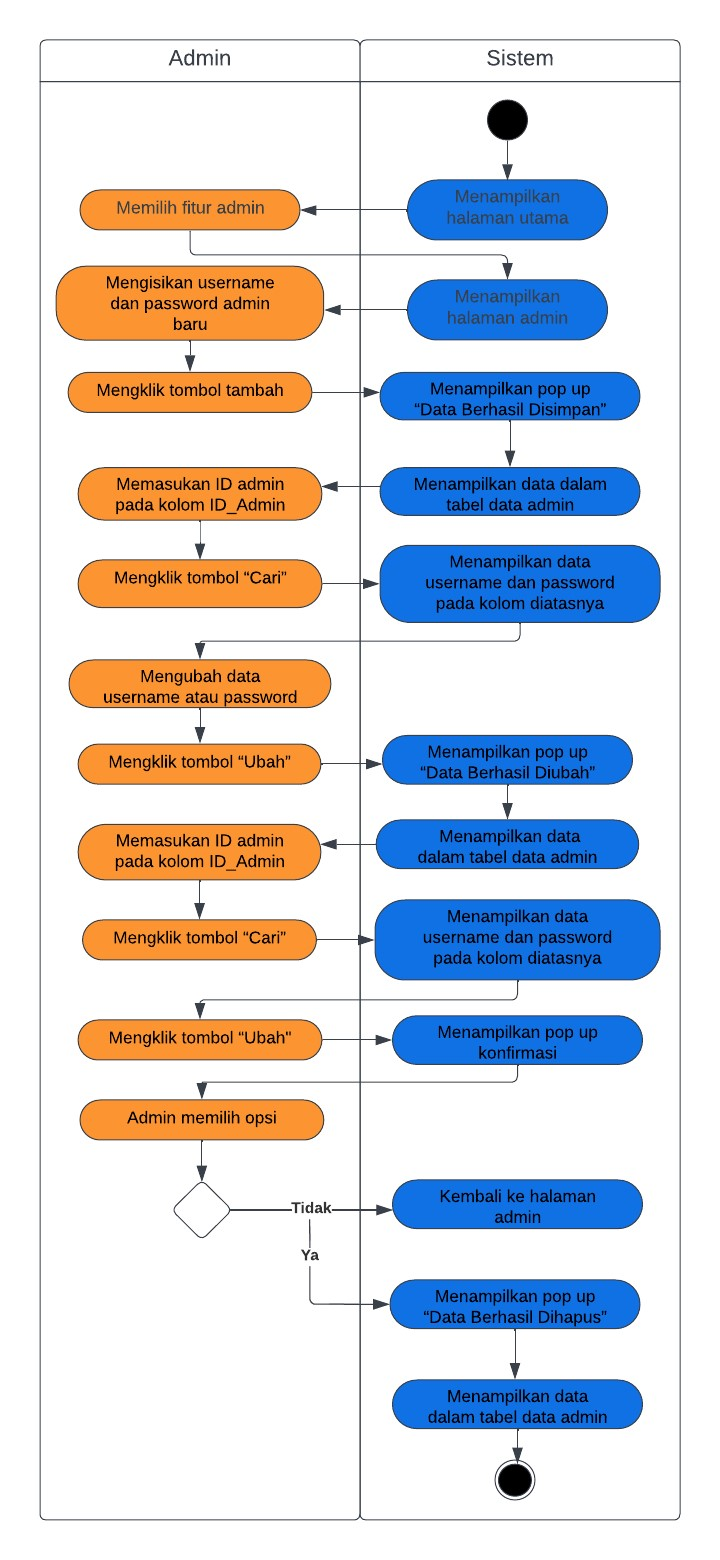 Admin
Sistem
Menampilkan
halaman utama
Memilih fitur admin
Menampilkan
halaman admin
Mengisikan username
dan password admin
baru
Mengklik tombol tambah
Menampilkan pop up
“Data Berhasil Disimpan”
Menampilkan data dalam
tabel data admin
Memasukan ID admin
pada kolom ID_Admin
Mengklik tombol “Cari”
Menampilkan data
username dan password
pada kolom diatasnya
Mengubah data
username atau password
Mengklik tombol “Ubah”
Menampilkan pop up
“Data Berhasil Diubah”
Menampilkan data
dalam tabel data admin
Memasukan ID admin
pada kolom ID_Admin
Mengklik tombol “Cari”
Menampilkan data
username dan password
pada kolom diatasnya
Mengklik tombol “Ubah"
Menampilkan pop up
konfirmasi
Admin memilih opsi
Tidak
Kembali ke halaman
admin
Ya
Menampilkan pop up
“Data Berhasil Dihapus”
Menampilkan data
dalam tabel data admin